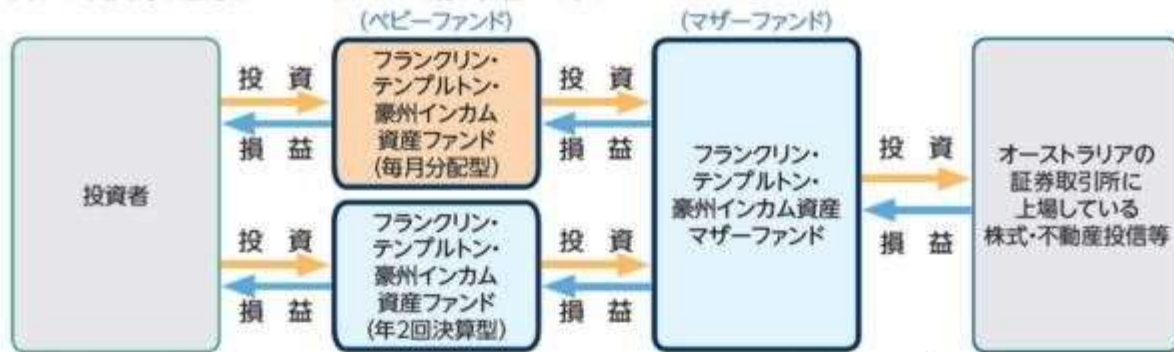 (ベビーファンド)
(マザーファンド)
投資者
投 資
損 益
フランクリン・
テンプルトン・
豪州インカム
資産ファンド
(毎月分配型)
投 資
損 益
投 資
損 益
フランクリン・
テンプルトン・
豪州インカム
資産ファンド
(年2回決算型)
投 資
損 益
フランクリン・
テンプルトン・
豪州インカム資産
マザーファンド
投 資
損 益
オーストラリアの
証券取引所に
上場している
株式・不動産投信等